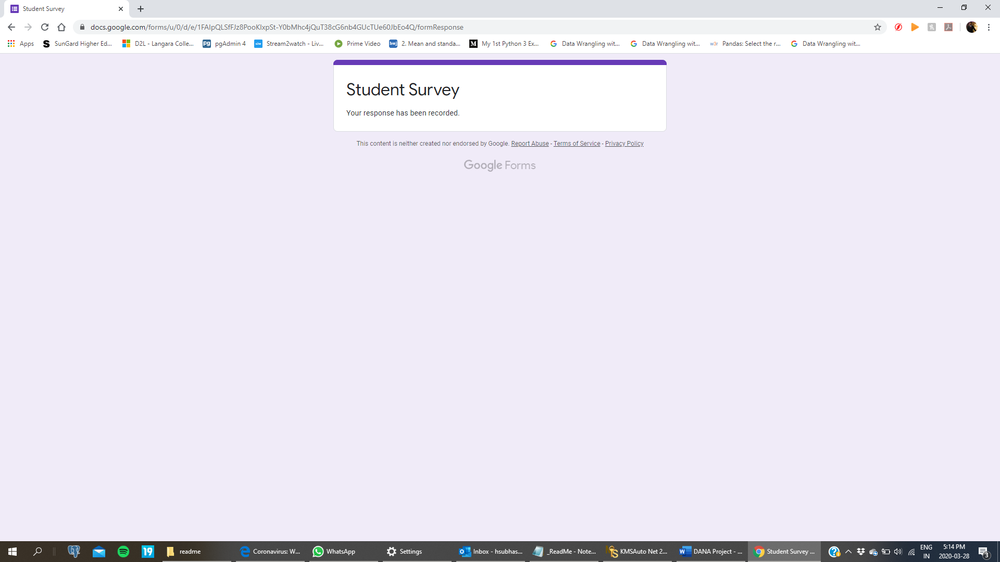 Student Survey
docs.google.com/forms/u/0/d/e/1FAIpQLSfFJz8PooKlxpSt-Y0bMhc4jQuT38cG6nb4GUcTUe60JbEo4Q/formResponse
Apps SunGard Higher Ed... D2L - Langara Colle... pgAdmin 4 Stream2watch - Liv... Prime Video 2. Mean and standa... My 1st Python 3 Ex... Data Wrangling wit... Data Wrangling wit... Pandas: Select the r... Data Wrangling wit...
Student Survey
Your response has been recorded.
This content is neither created nor endorsed by Google. Report Abuse - Terms of Service - Privacy Policy
Google Forms
19 readme Coronavirus: W... WhatsApp Settings Inbox - hsubhas... _ReadMe - Note... KMSAuto Net 2... DANA Project - ... Student Survey ... ENG 5:14 PM
IN 2020-03-28 3